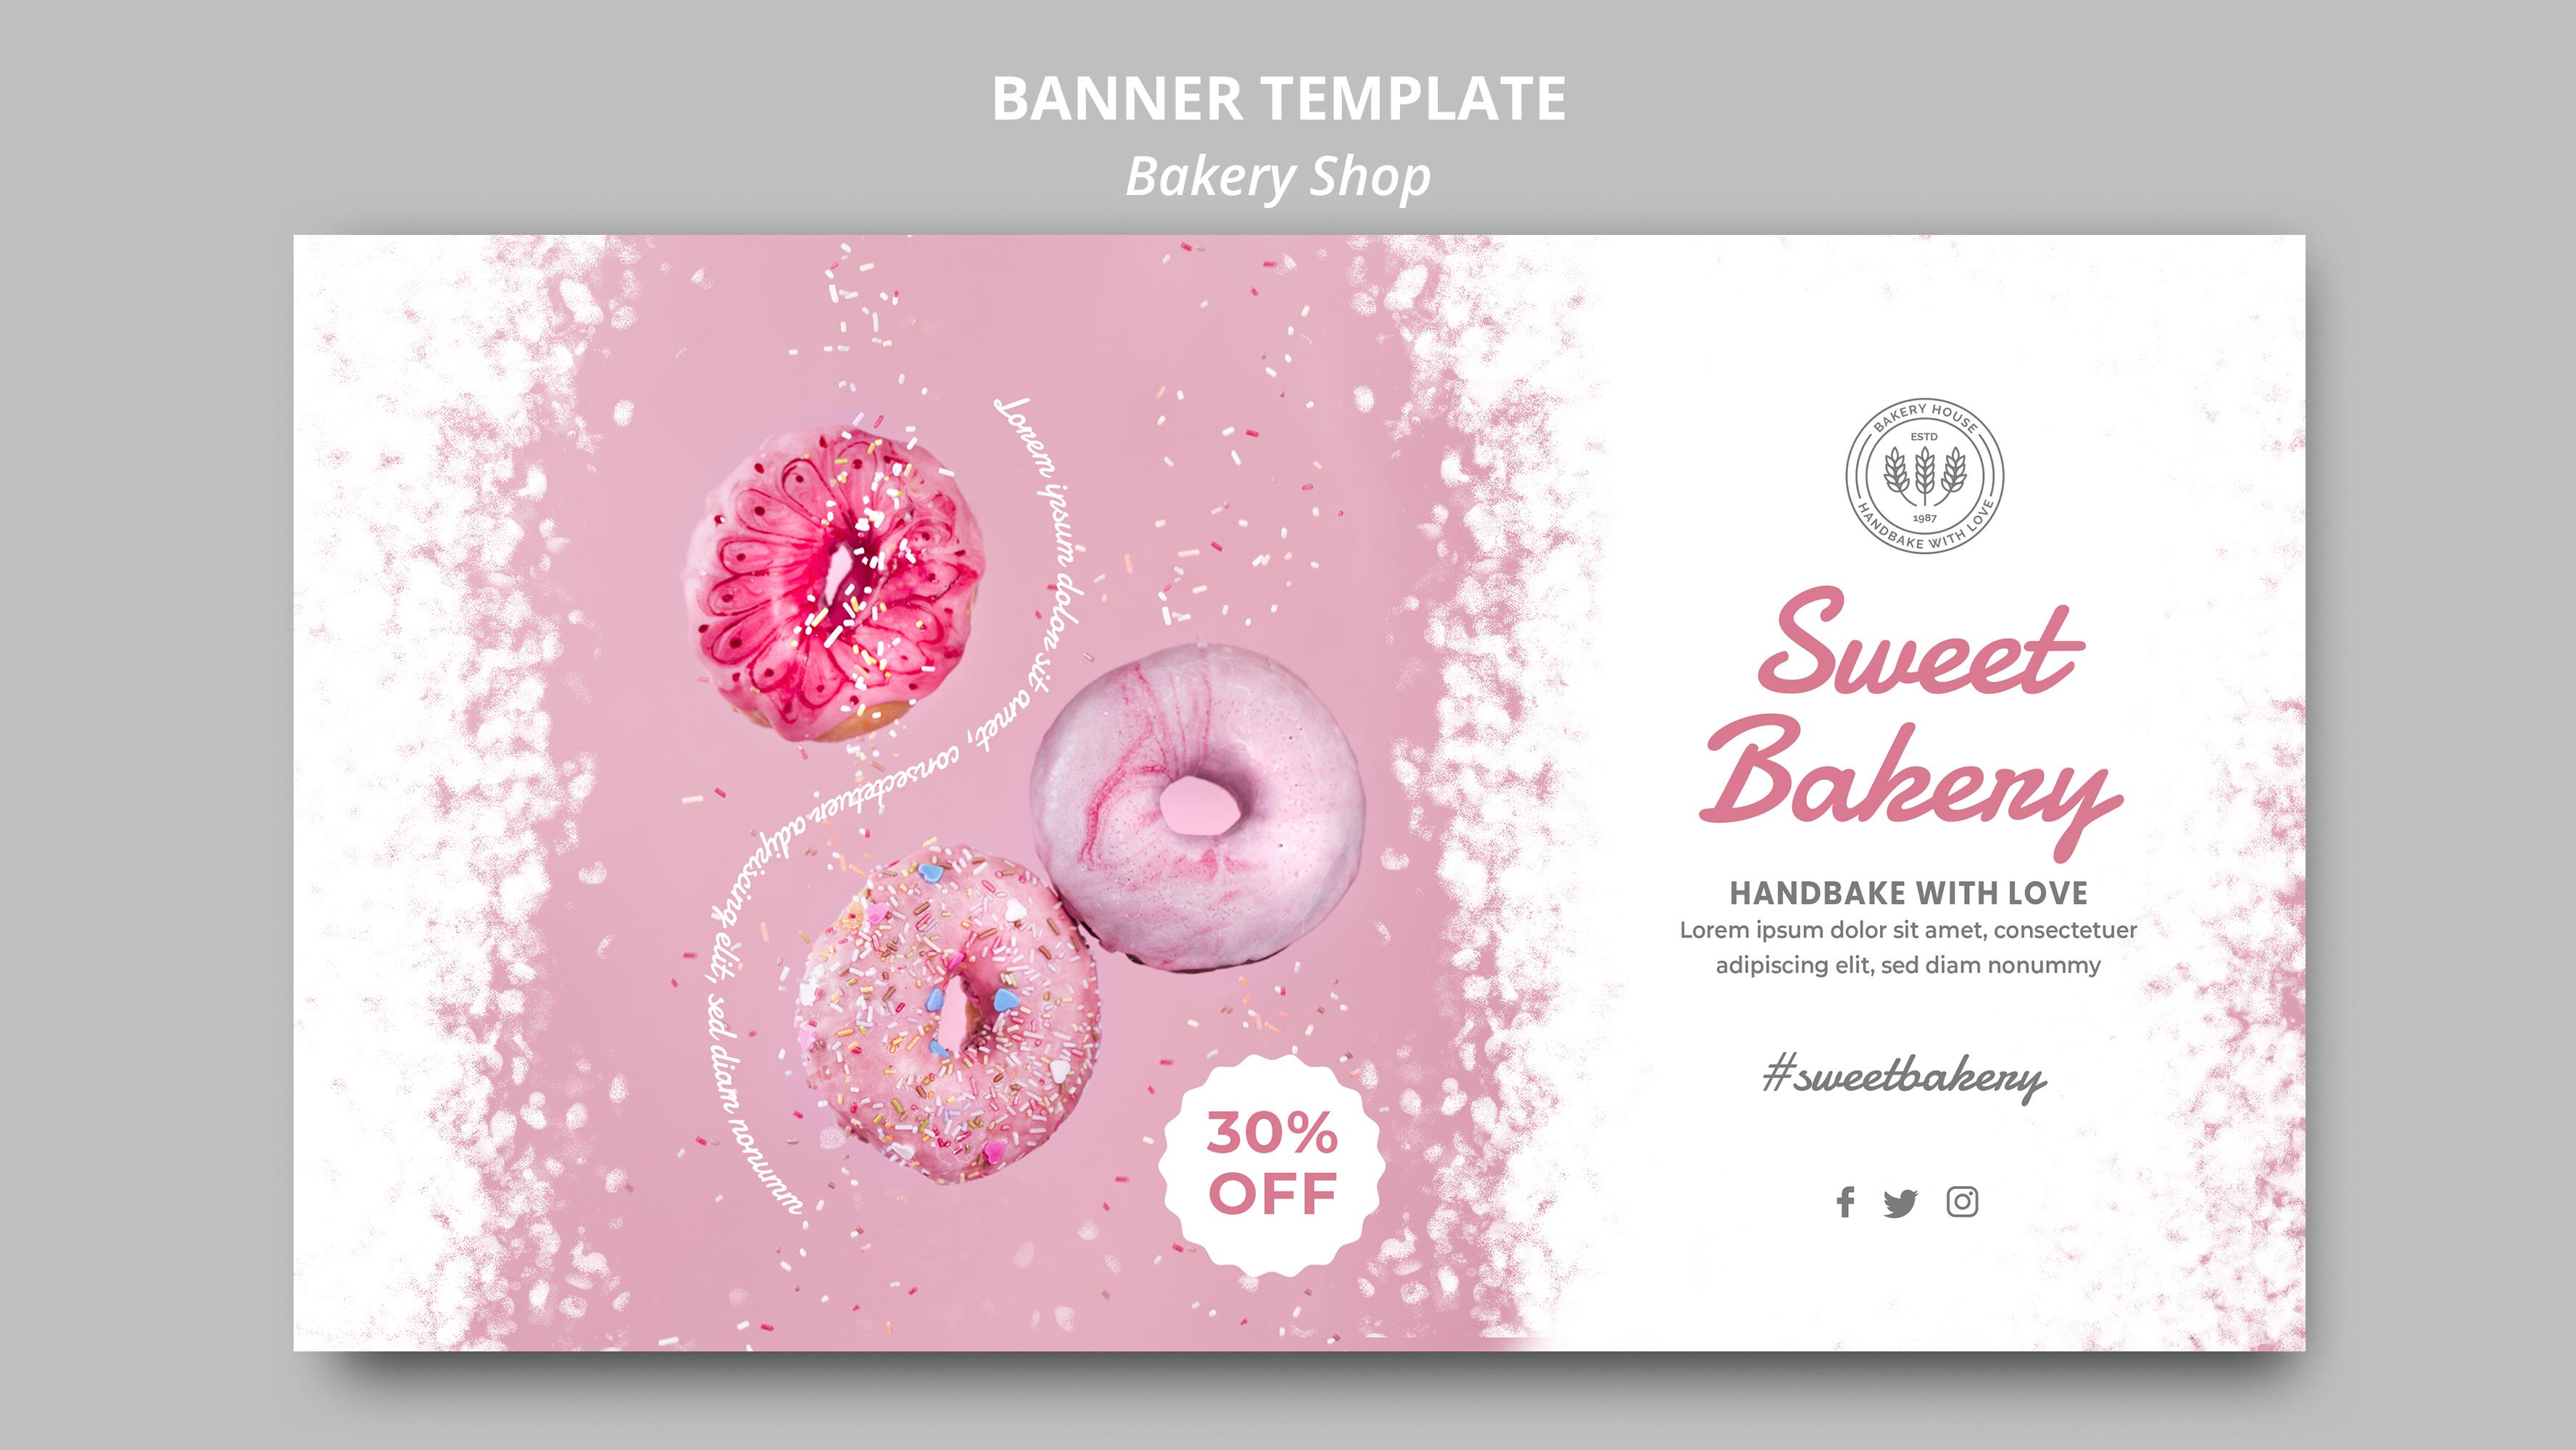 BANNER TEMPLATE
Bakery Shop
Lorem ipsum dolor sit amet, consectetuer adipiscing elit, sed diam nonumm
30%
OFF
BAKERY HOUSE
ESTD
1987
HANDBAKE WITH LOVE
Sweet
Bakery
HANDBAKE WITH LOVE
Lorem ipsum dolor sit amet, consectetuer
adipiscing elit, sed diam nonummy
#sweetbakery